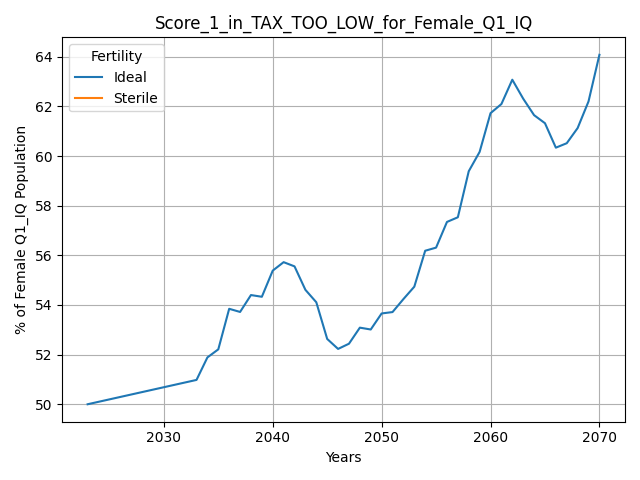 Score_1_in_TAX_TOO_LOW_for_Female_Q1_IQ
Fertility
Ideal
Sterile
% of Female Q1_IQ Population
64
62
60
58
56
54
52
50
2030 2040 2050 2060 2070
Years